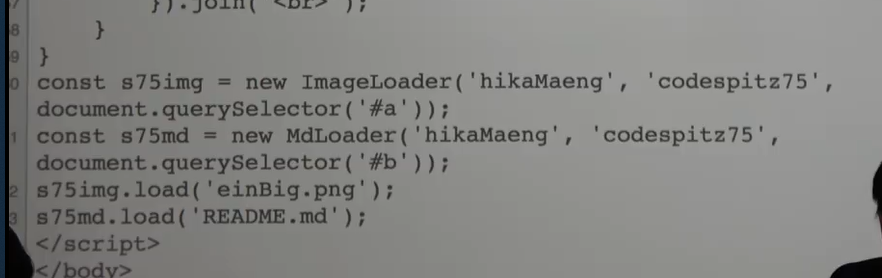 7 }).join('<br>');
8 }
9 }
0 const s75img = new ImageLoader('hikaMaeng', 'codespitz75',
document.querySelector('#a'));
1 const s75md = new MdLoader('hikaMaeng', 'codespitz75',
document.querySelector('#b'));
2 s75img.load('einBig.png');
3 s75md.load('README.md');
</script>
</body>